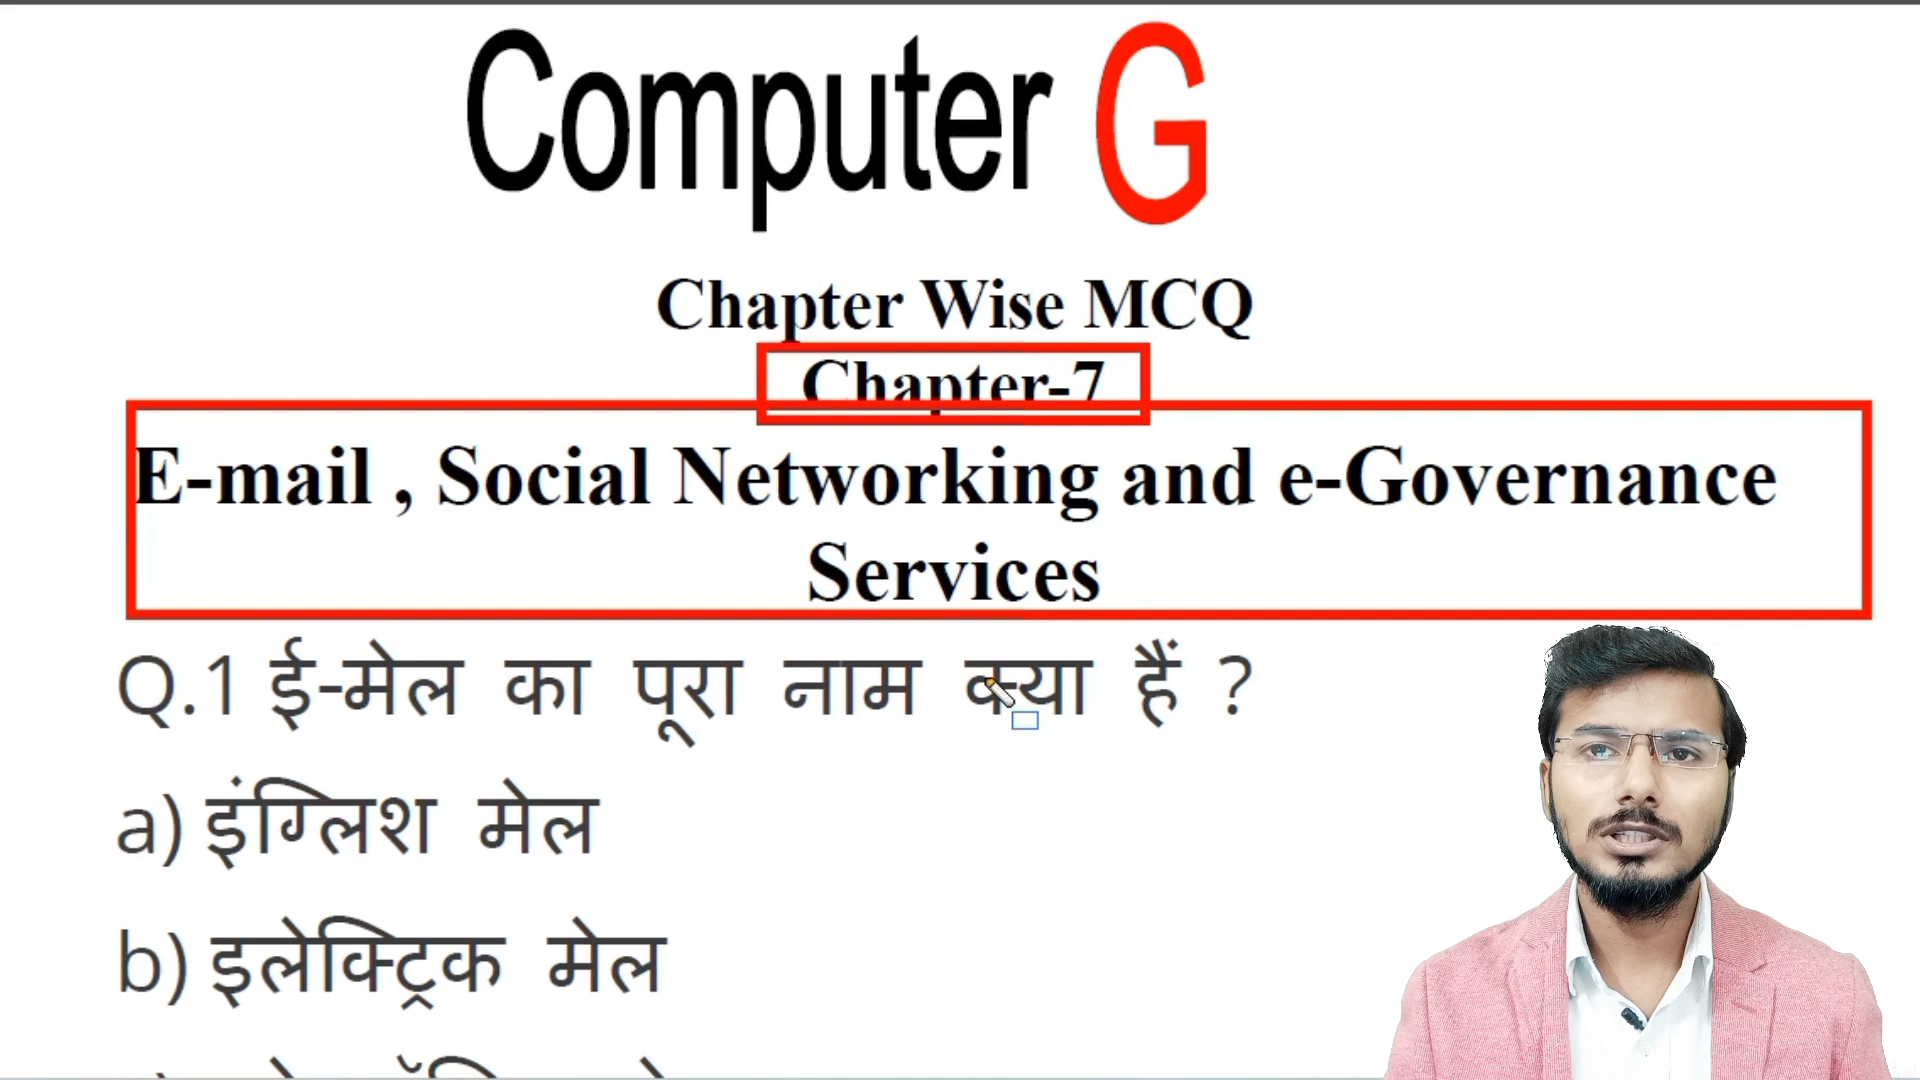 Computer G
Chapter Wise MCQ
Chapter-7
E-mail , Social Networking and e-Governance
Services
Q.1 ई-मेल का पूरा नाम क्या हैं ?
a) इंग्लिश मेल
b) इलेक्ट्रिक मेल